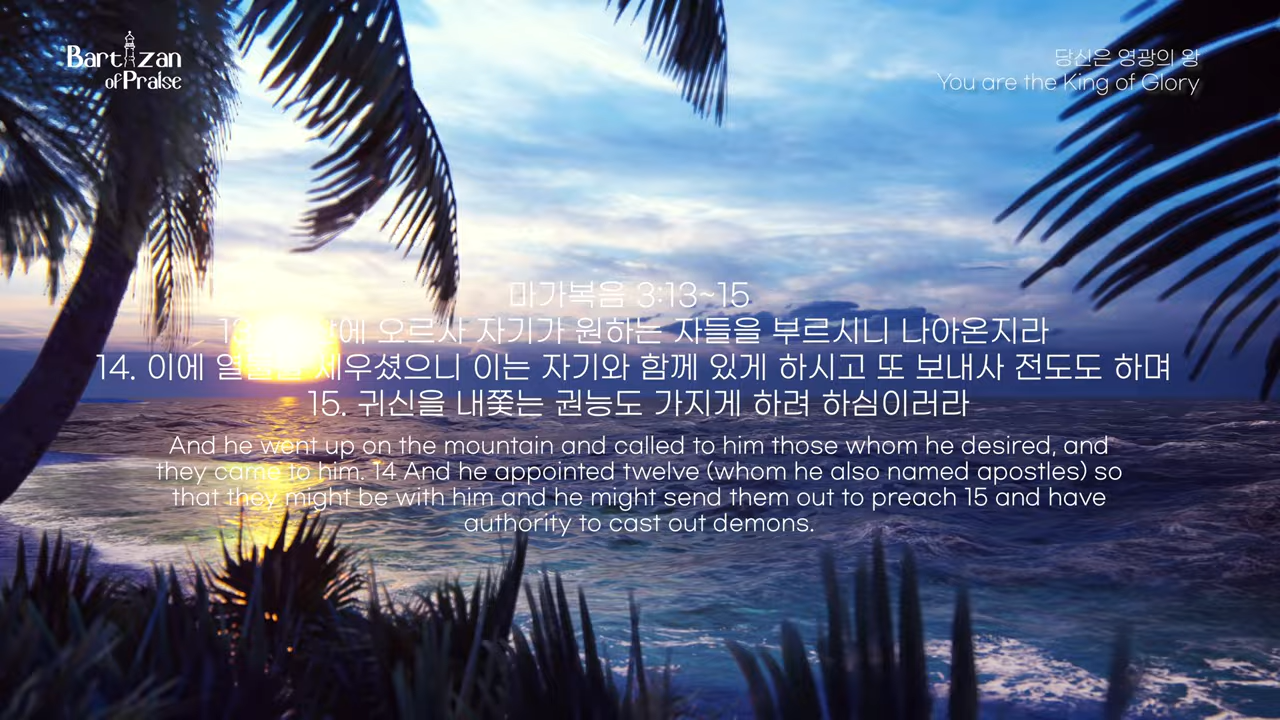 Bartizan
of Praise
당신은 영광의 왕
You are the King of Glory
마가복음 3:13~15
오르사 자기가 원하는 자들을 부르시니 나아온지라
14. 이에 세우셨으니 이는 자기와 함께 있게 하시고 또 보내사 전도도 하며
15. 귀신을 내쫓는 권능도 가지게 하려 하심이러라
And he went up on the mountain and called to him those whom he desired, and
they came to him. 14 And he appointed twelve (whom he also named apostles) so
that they might be with him and he might send them out to preach 15 and have
authority to cast out demons.